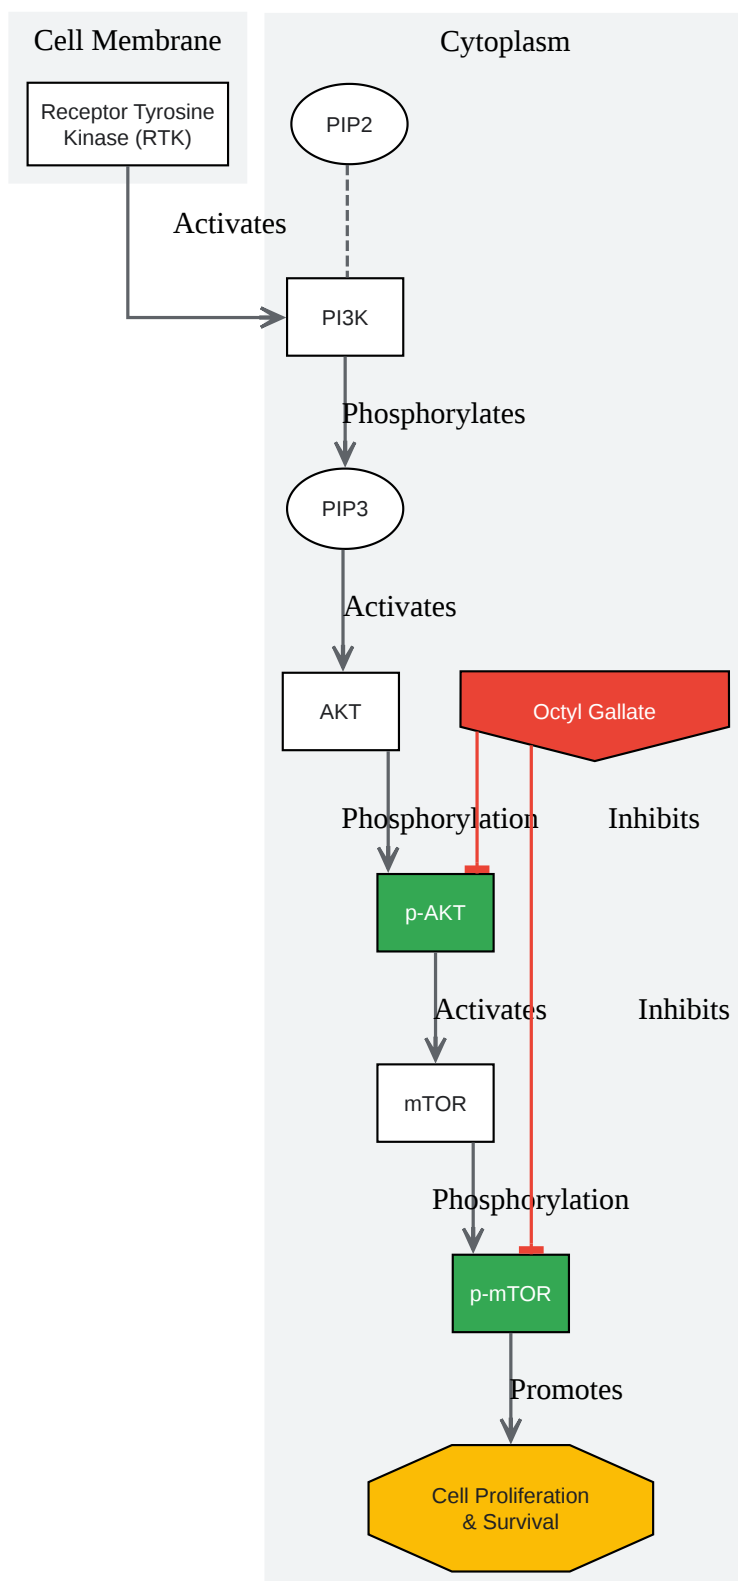 Cell Membrane
Cytoplasm
Receptor Tyrosine
Kinase (RTK)
PIP2
Activates
PI3K
Phosphorylates
PIP3
Activates
AKT
Octyl Gallate
Phosphorylation
Inhibits
p-AKT
Activates
Inhibits
mTOR
Phosphorylation
p-mTOR
Promotes
Cell Proliferation
& Survival